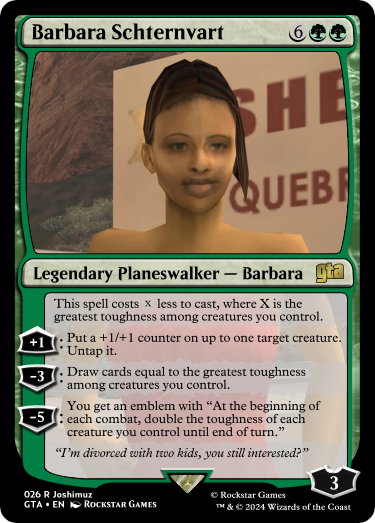 Barbara Schternvart 6
SHE
QUEBR
Legendary Planeswalker — Barbara gta
This spell costs X less to cast, where X is the
greatest toughness among creatures you control.
+1: Put a +1/+1 counter on up to one target creature.
Untap it.
-3: Draw cards equal to the greatest toughness
among creatures you control.
-5: You get an emblem with “At the beginning of
each combat, double the toughness of each
creature you control until end of turn.”
“I’m divorced with two kids, you still interested?”
3
026 R Joshimuz
GTA • EN Rockstar Games
© Rockstar Games
™ & © 2024 Wizards of the Coast